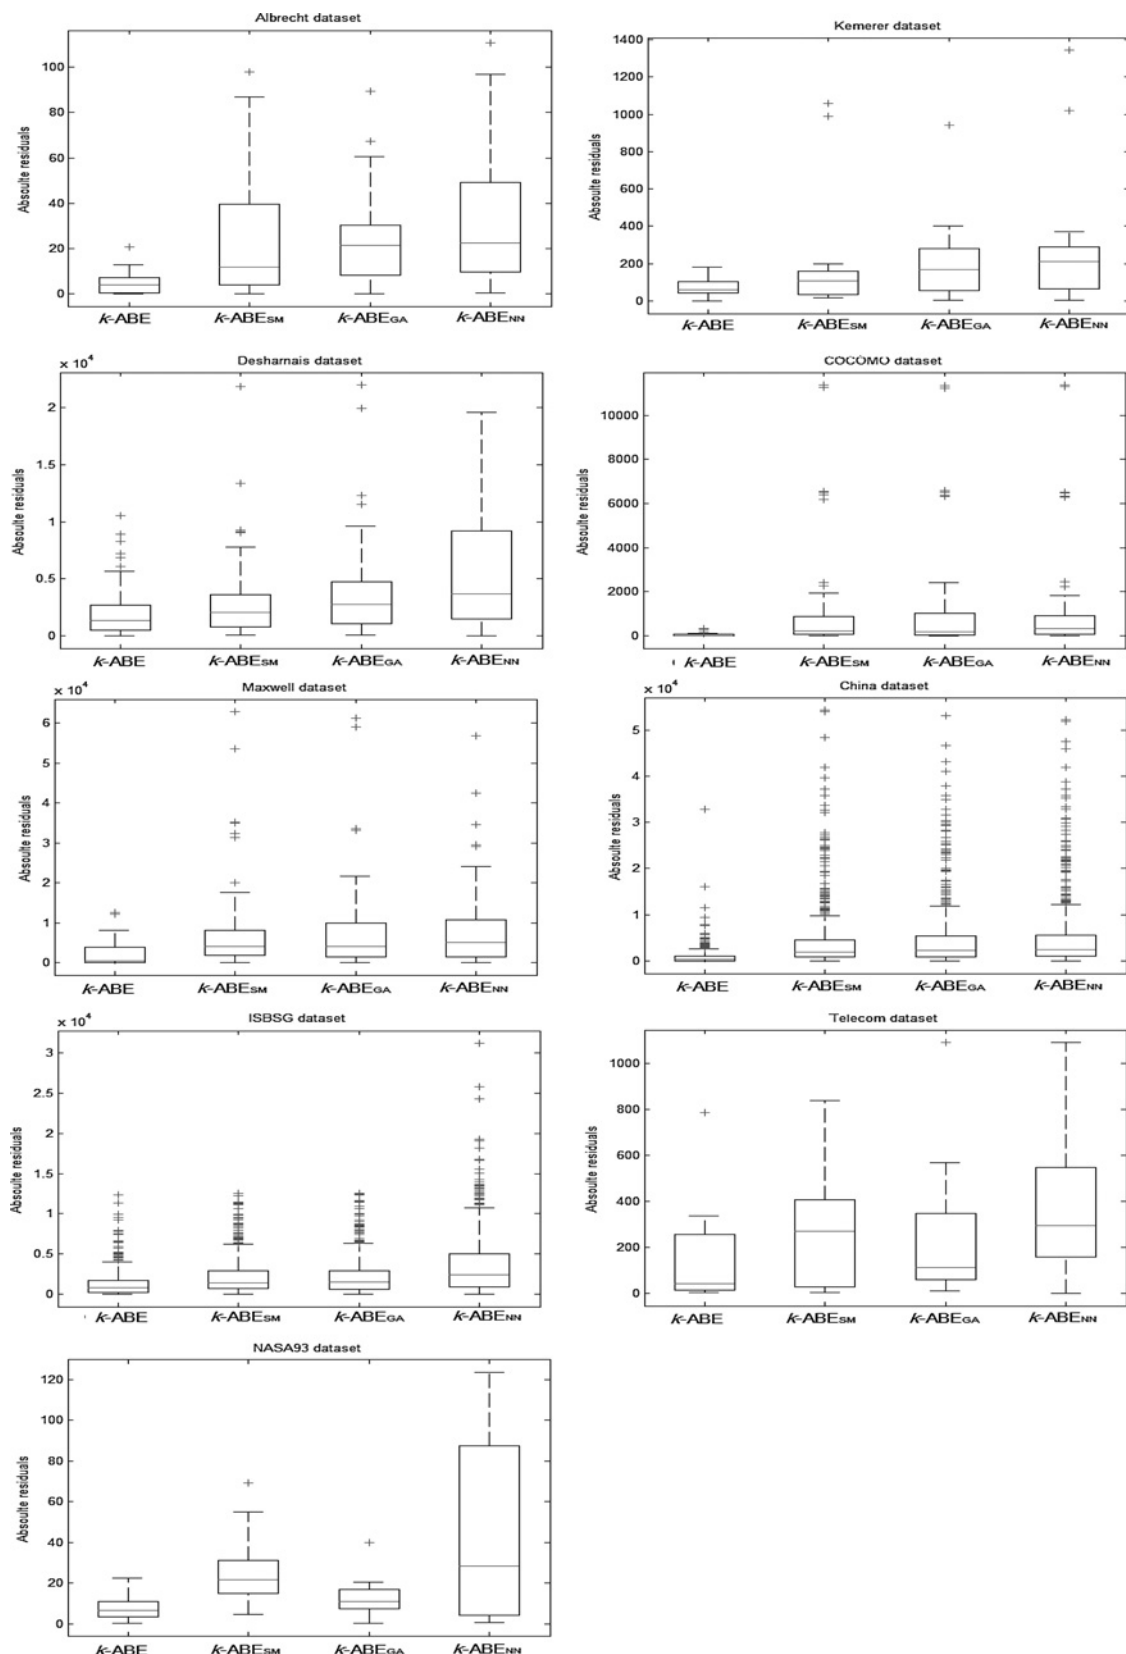 Albrecht dataset
100
80
60
40
20
0
Absoulte residuals
k-ABE k-ABESM k-ABEGA k-ABENN
Kemerer dataset
1400
1200
1000
800
600
400
200
0
Absoulte residuals
k-ABE k-ABESM k-ABEGA k-ABENN
Desharnais dataset
x 10^4
2
1.5
1
0.5
0
Absoulte residuals
k-ABE k-ABESM k-ABEGA k-ABENN
COCOMO dataset
10000
8000
6000
4000
2000
0
Absoulte residuals
k-ABE k-ABESM k-ABEGA k-ABENN
Maxwell dataset
x 10^4
6
5
4
3
2
1
0
Absoulte residuals
k-ABE k-ABESM k-ABEGA k-ABENN
China dataset
x 10^4
5
4
3
2
1
0
Absoulte residuals
k-ABE k-ABESM k-ABEGA k-ABENN
ISBSG dataset
x 10^4
3
2.5
2
1.5
1
0.5
0
Absoulte residuals
k-ABE k-ABESM k-ABEGA k-ABENN
Telecom dataset
1000
800
600
400
200
0
Absoulte residuals
k-ABE k-ABESM k-ABEGA k-ABENN
NASA93 dataset
120
100
80
60
40
20
0
Absoulte residuals
k-ABE k-ABESM k-ABEGA k-ABENN